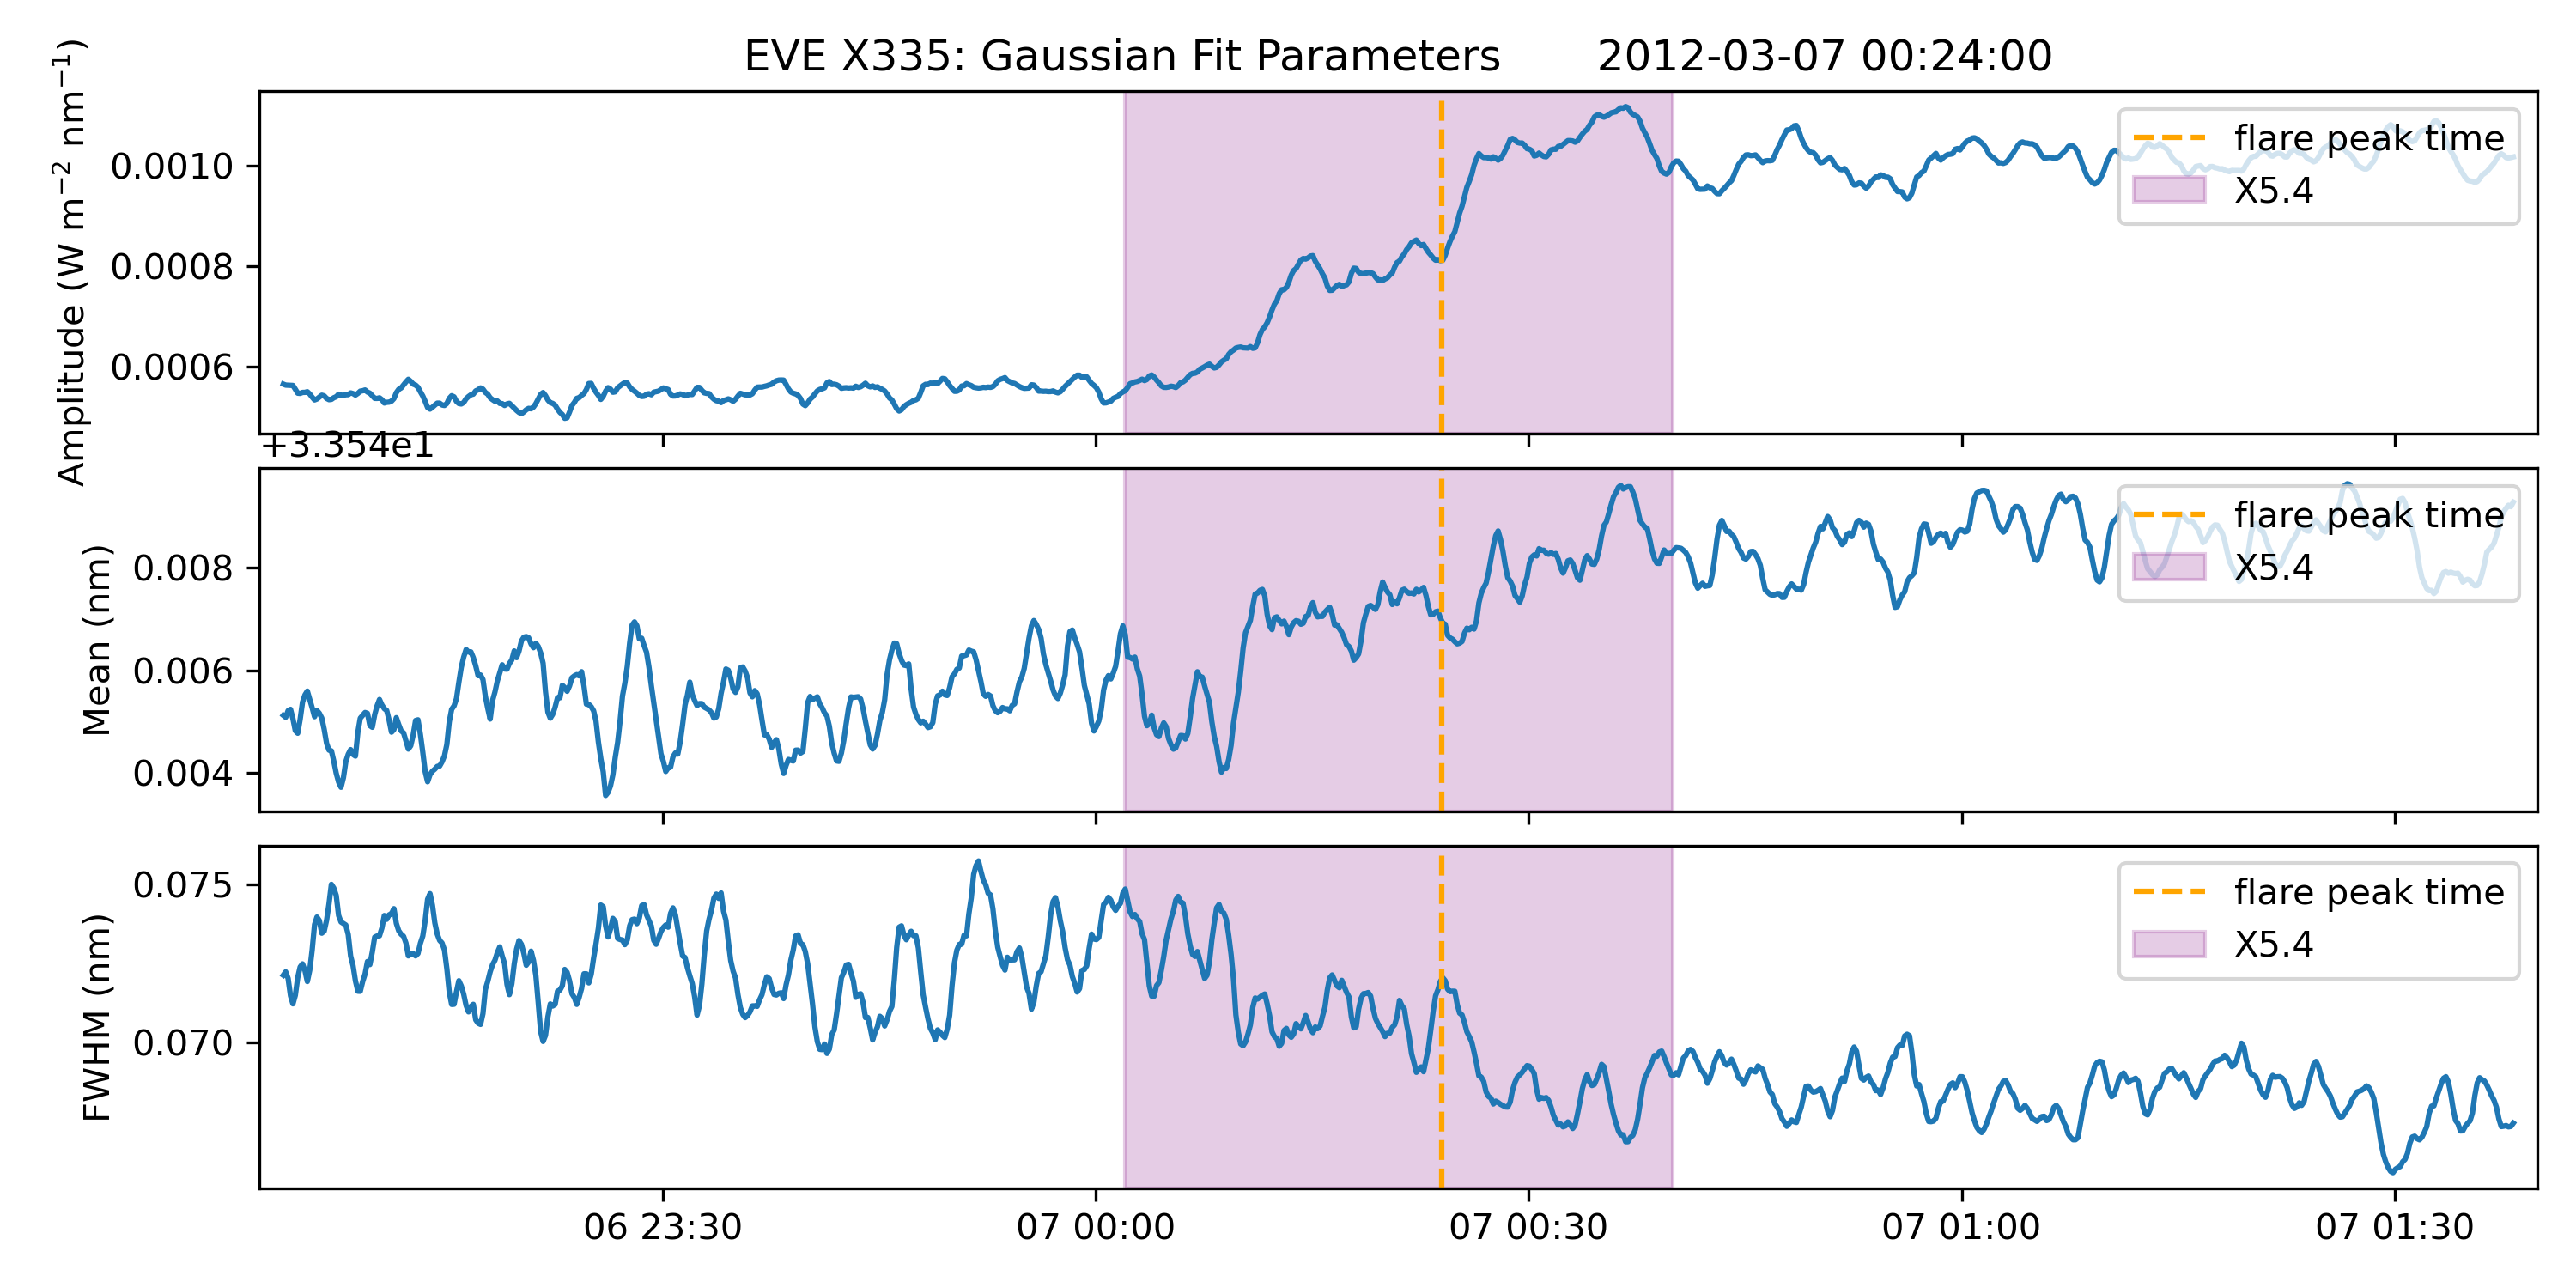 EVE X335: Gaussian Fit Parameters 2012-03-07 00:24:00
Amplitude (W m⁻² nm⁻¹)
0.0010
0.0008
0.0006
flare peak time
X5.4
+3.354e1
Mean (nm)
0.008
0.006
0.004
flare peak time
X5.4
FWHM (nm)
0.075
0.070
flare peak time
X5.4
06 23:30 07 00:00 07 00:30 07 01:00 07 01:30